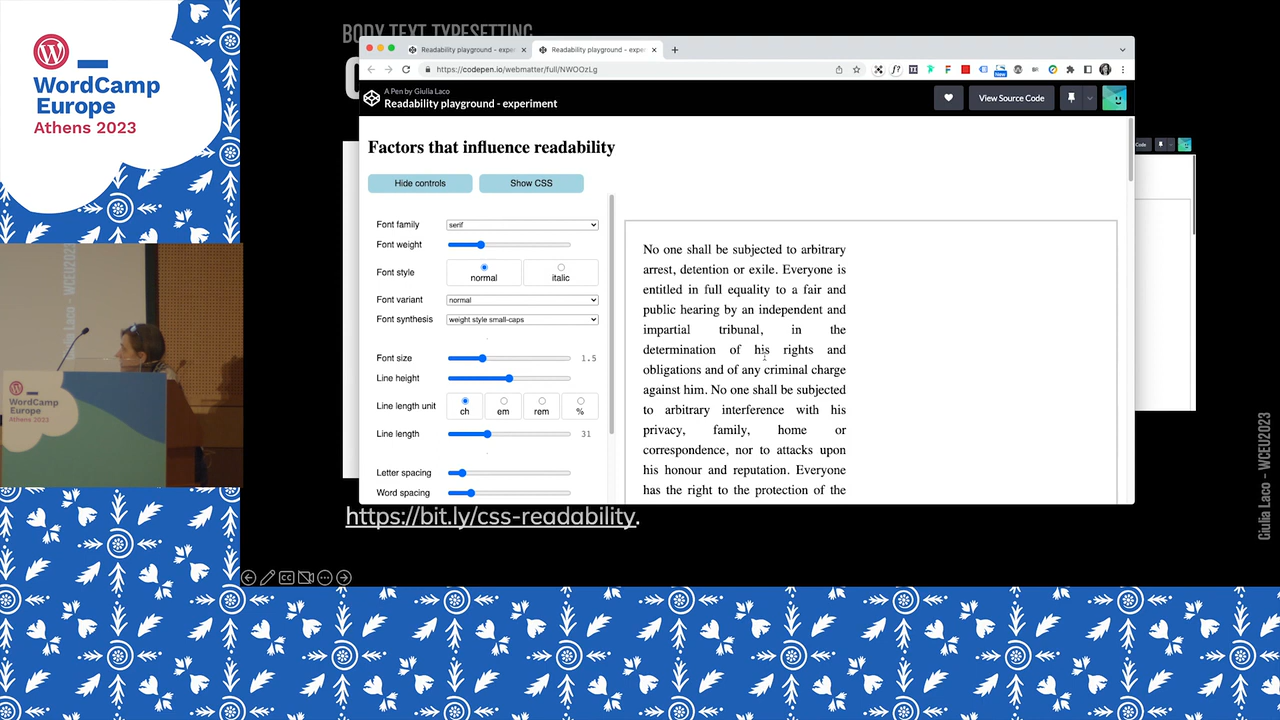 WordCamp
Europe
Athens 2023
BODY TEXT TYPESETTING
Readability playground - exper
Readability playground - exper
https://codepen.io/webmatter/full/NWOOzLg
New
A Pen by Giulia Laco
Readability playground - experiment
View Source Code
Factors that influence readability
Hide controls
Show CSS
Font family
serif
Font weight
Font style
normal
italic
Font variant
normal
Font synthesis
weight style small-caps
Font size
1.5
Line height
Line length unit
ch
em
rem
%
Line length
31
Letter spacing
Word spacing
No one shall be subjected to arbitrary
arrest, detention or exile. Everyone is
entitled in full equality to a fair and
public hearing by an independent and
impartial tribunal, in the
determination of his rights and
obligations and of any criminal charge
against him. No one shall be subjected
to arbitrary interference with his
privacy, family, home or
correspondence, nor to attacks upon
his honour and reputation. Everyone
has the right to the protection of the
Code
https://bit.ly/css-readability.
Giulia Laco - WCEU2023
Giulia Laco - WCEU2023
WordCamp
Europe
Athens 2023
CC